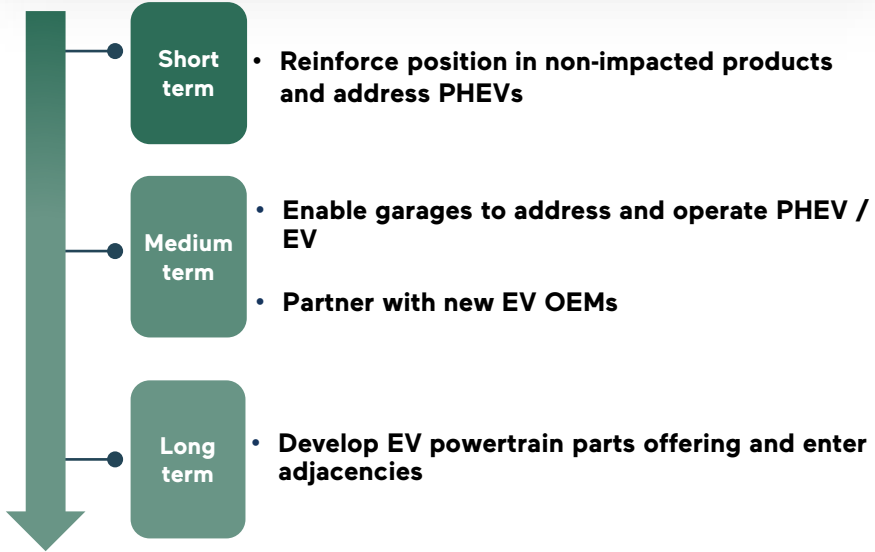 Short
term
• Reinforce position in non-impacted products
and address PHEVs
Medium
term
• Enable garages to address and operate PHEV /
EV
• Partner with new EV OEMs
Long
term
• Develop EV powertrain parts offering and enter
adjacencies